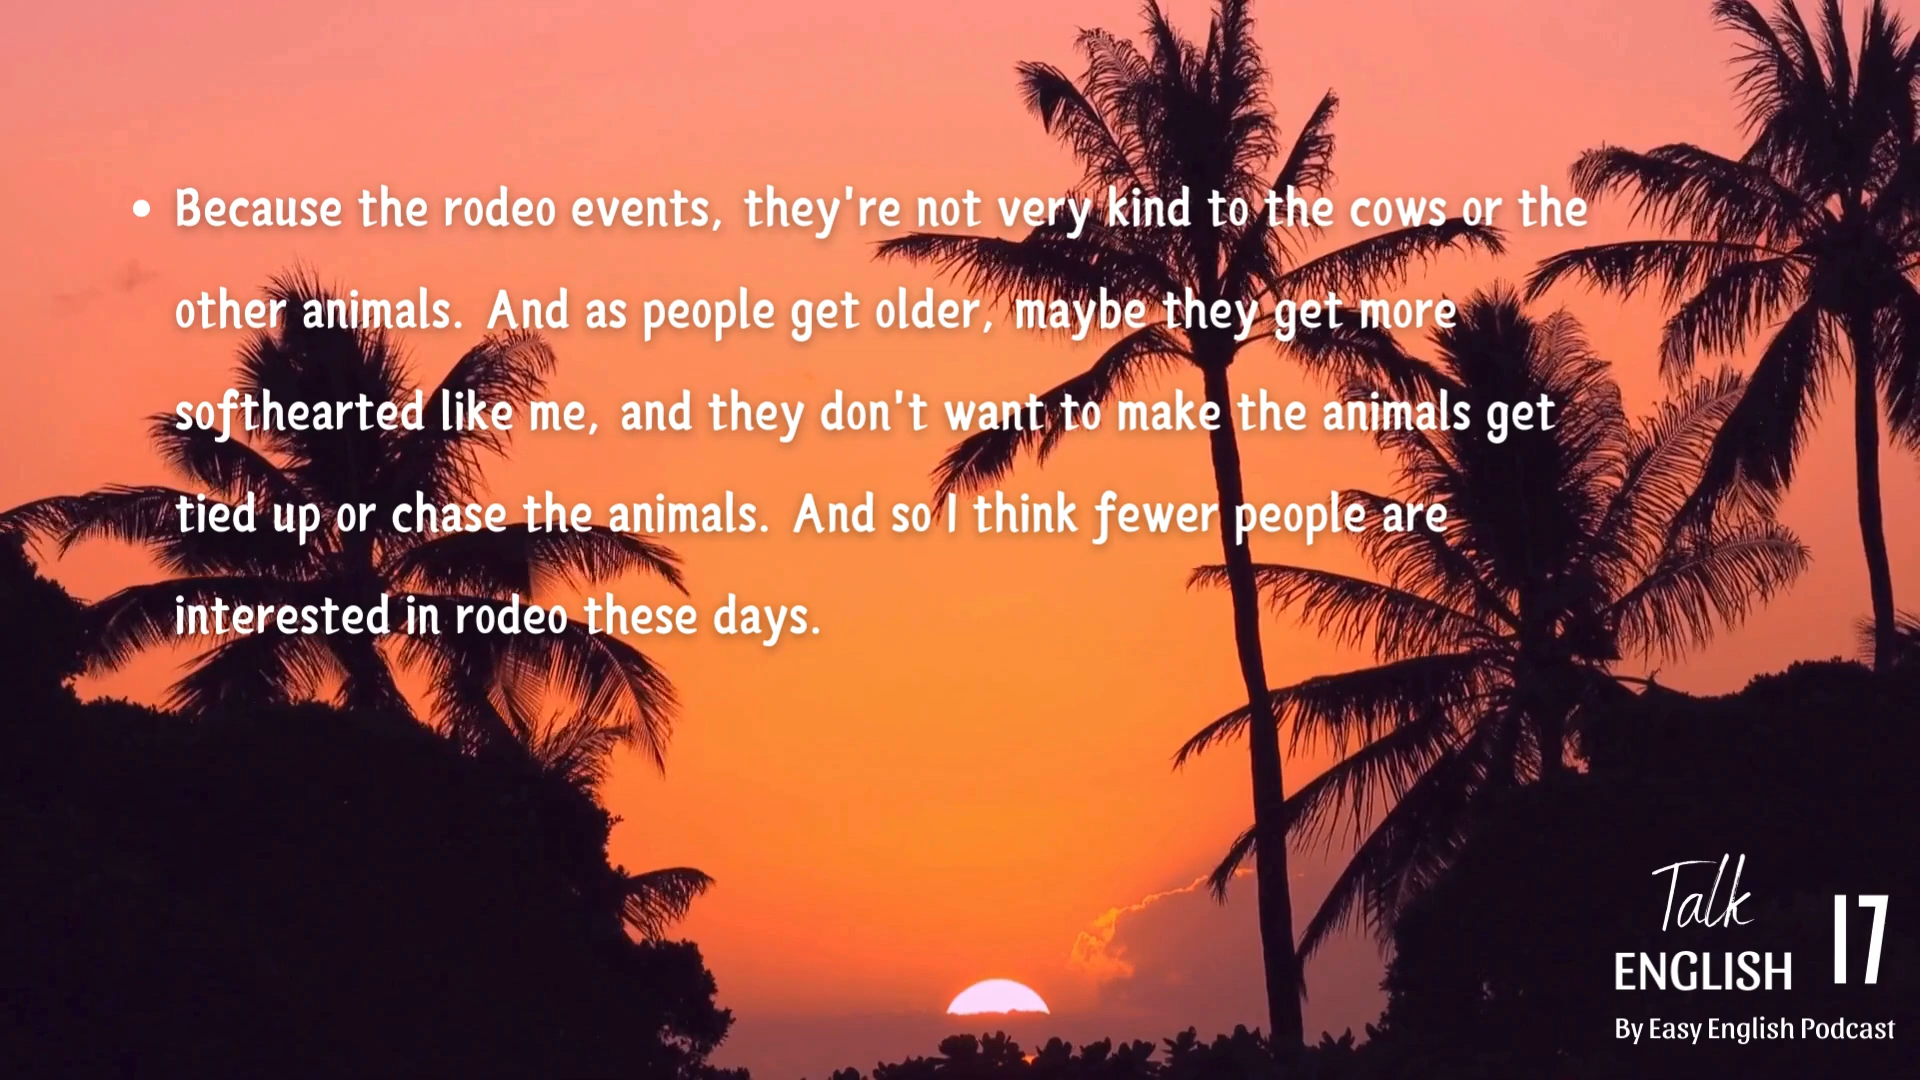 • Because the rodeo events, they're not very kind to the cows or the
other animals. And as people get older, maybe they get more
softhearted like me, and they don't want to make the animals get
tied up or chase the animals. And so I think fewer people are
interested in rodeo these days.
Talk
ENGLISH 17
By Easy English Podcast